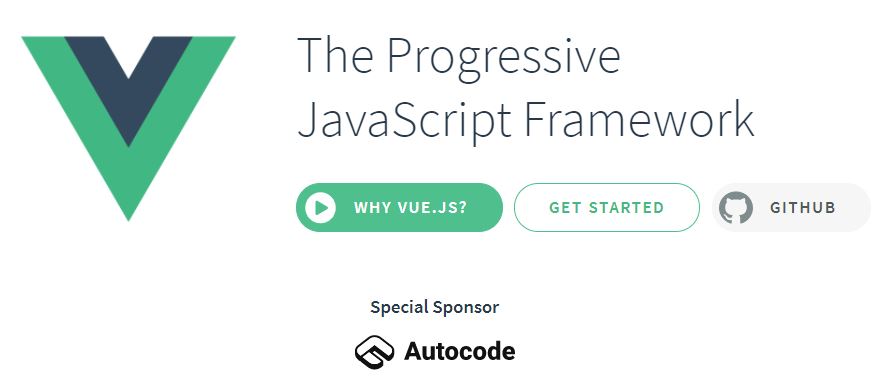 The Progressive
JavaScript Framework
WHY VUE.JS?
GET STARTED
GITHUB
Special Sponsor
Autocode